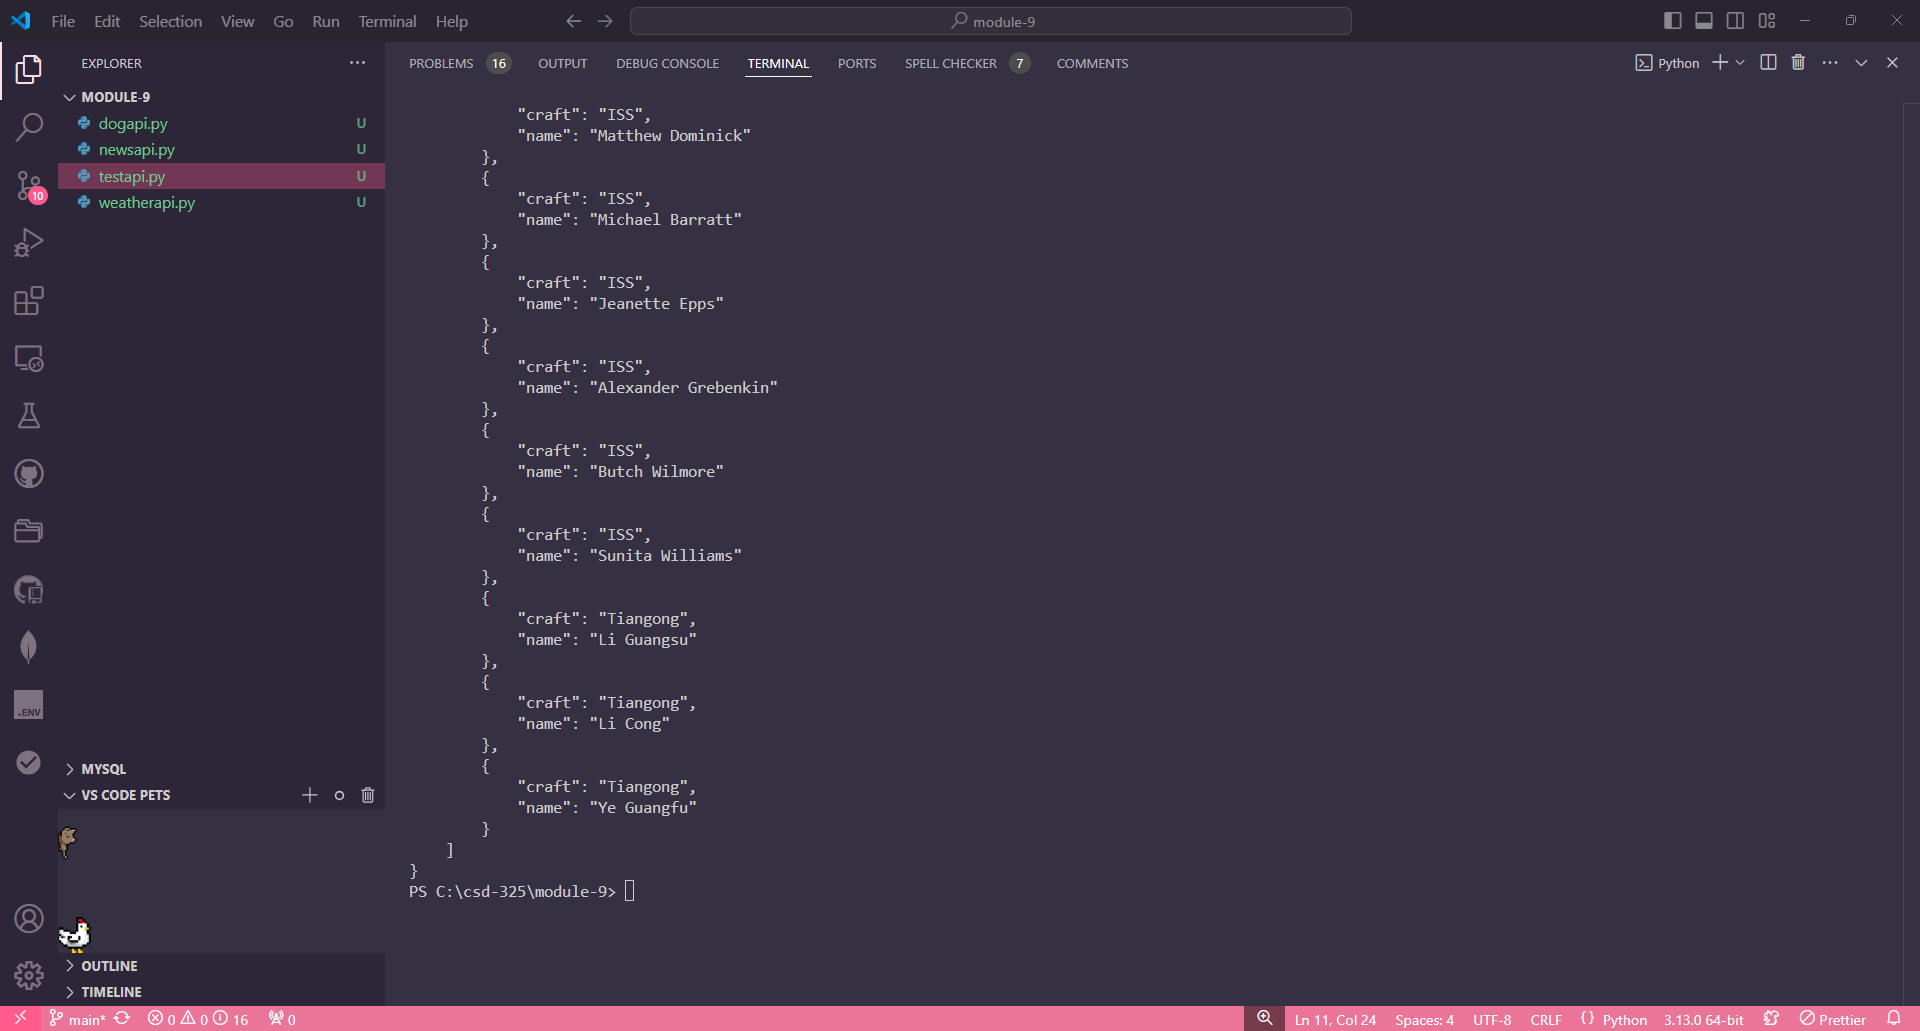 File Edit Selection View Go Run Terminal Help
module-9
EXPLORER
MODULE-9
dogapi.py U
newsapi.py U
testapi.py U
weatherapi.py U
10
.ENV
MYSQL
VS CODE PETS
OUTLINE
TIMELINE
PROBLEMS 16 OUTPUT DEBUG CONSOLE TERMINAL PORTS SPELL CHECKER 7 COMMENTS
Python
"craft": "ISS",
"name": "Matthew Dominick"
},
{
"craft": "ISS",
"name": "Michael Barratt"
},
{
"craft": "ISS",
"name": "Jeanette Epps"
},
{
"craft": "ISS",
"name": "Alexander Grebenkin"
},
{
"craft": "ISS",
"name": "Butch Wilmore"
},
{
"craft": "ISS",
"name": "Sunita Williams"
},
{
"craft": "Tiangong",
"name": "Li Guangsu"
},
{
"craft": "Tiangong",
"name": "Li Cong"
},
{
"craft": "Tiangong",
"name": "Ye Guangfu"
}
]
}
PS C:\csd-325\module-9>
main* 0 0 16 0 Ln 11, Col 24 Spaces: 4 UTF-8 CRLF {} Python 3.13.0 64-bit Prettier